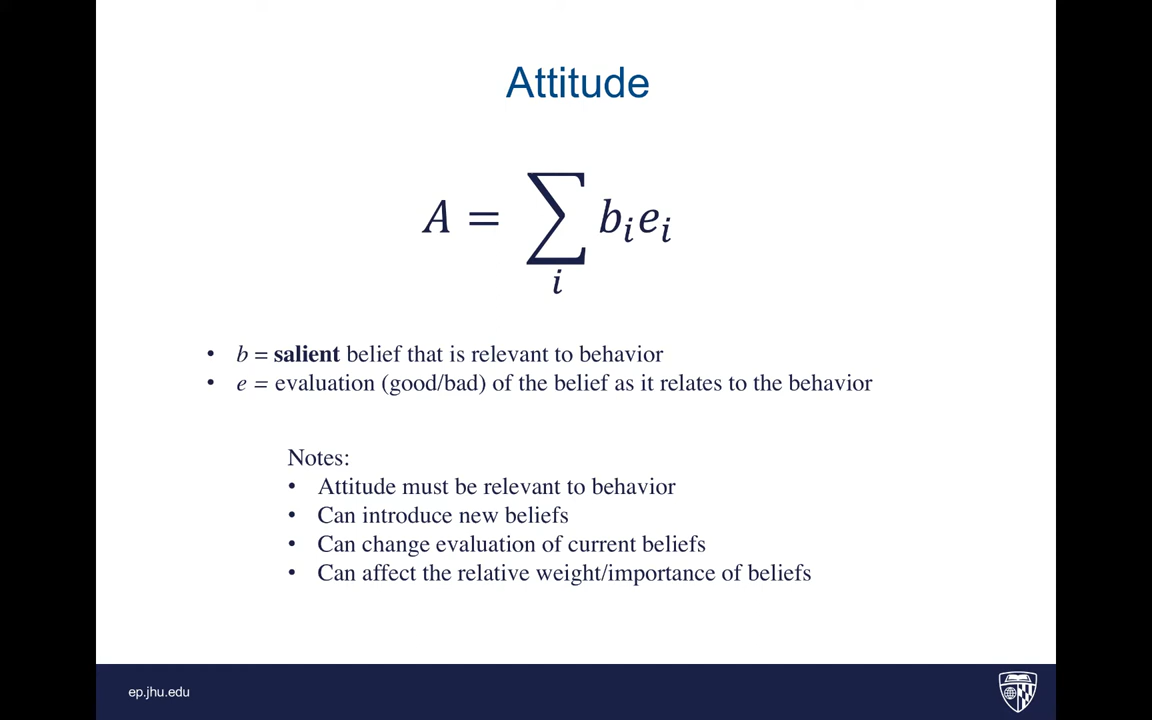 Attitude
A = ∑ b_i e_i
i
• b = salient belief that is relevant to behavior
• e = evaluation (good/bad) of the belief as it relates to the behavior
Notes:
• Attitude must be relevant to behavior
• Can introduce new beliefs
• Can change evaluation of current beliefs
• Can affect the relative weight/importance of beliefs
ep.jhu.edu